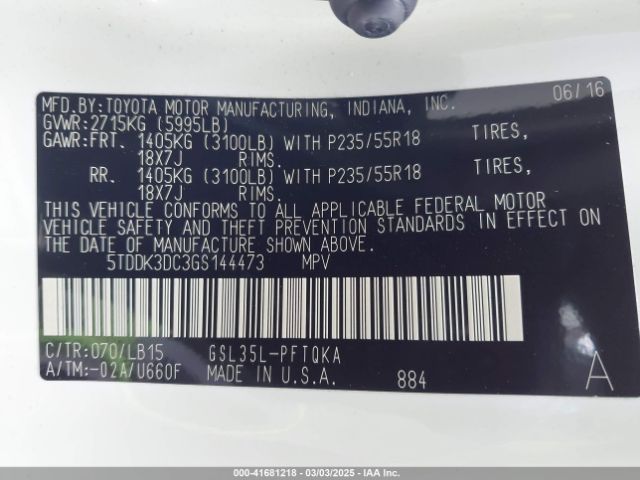 MFD.BY:TOYOTA MOTOR MANUFACTURING, INDIANA, INC. 06/16
GVWR:2715KG (5995LB)
GAWR:FRT. 1405KG (3100LB) WITH P235/55R18 TIRES,
18X7J RIMS.
RR. 1405KG (3100LB) WITH P235/55R18 TIRES,
18X7J RIMS.
THIS VEHICLE CONFORMS TO ALL APPLICABLE FEDERAL MOTOR
VEHICLE SAFETY AND THEFT PREVENTION STANDARDS IN EFFECT ON
THE DATE OF MANUFACTURE SHOWN ABOVE.
5TDDK3DC3GS144473 MPV
C/TR:070/LB15 GSL35L-PFTQKA
A/TM:-02A/U660F MADE IN U.S.A. 884 A
000-41681218 - 03/03/2025 - IAA Inc.